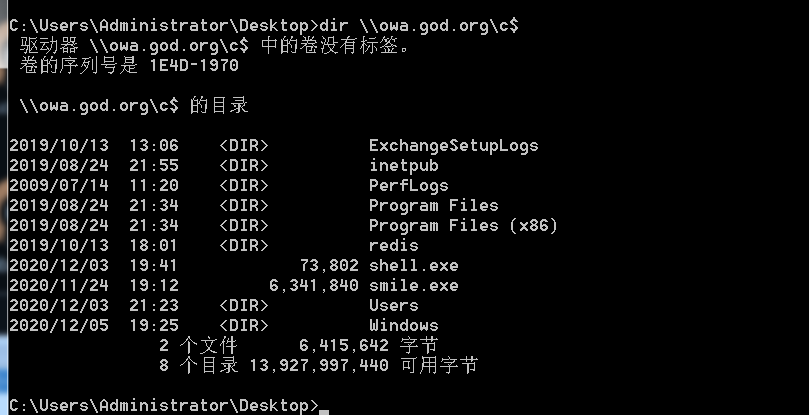 C:\Users\Administrator\Desktop>dir \\owa.god.org\c$
 驱动器 \\owa.god.org\c$ 中的卷没有标签。
 卷的序列号是 1E4D-1970

 \\owa.god.org\c$ 的目录

2019/10/13  13:06    <DIR>          ExchangeSetupLogs
2019/08/24  21:55    <DIR>          inetpub
2009/07/14  11:20    <DIR>          PerfLogs
2019/08/24  21:34    <DIR>          Program Files
2019/08/24  21:34    <DIR>          Program Files (x86)
2019/10/13  18:01    <DIR>          redis
2020/12/03  19:41            73,802 shell.exe
2020/11/24  19:12         6,341,840 smile.exe
2020/12/03  21:23    <DIR>          Users
2020/12/05  19:25    <DIR>          Windows
               2 个文件      6,415,642 字节
               8 个目录 13,927,997,440 可用字节

C:\Users\Administrator\Desktop>